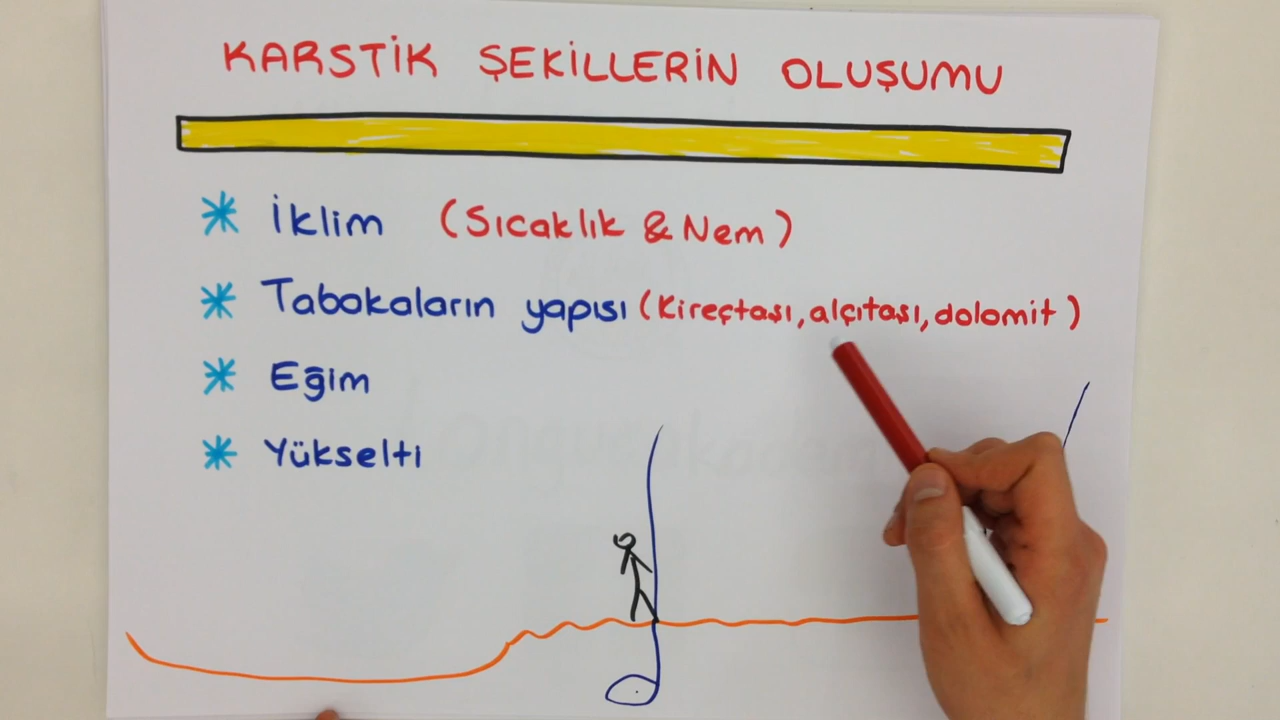 KARSTİK ŞEKİLLERİN OLUŞUMU
* İklim (Sıcaklık & Nem)
* Tabakaların yapısı (Kireçtaşı, alçıtaşı, dolomit)
* Eğim
* Yükselti